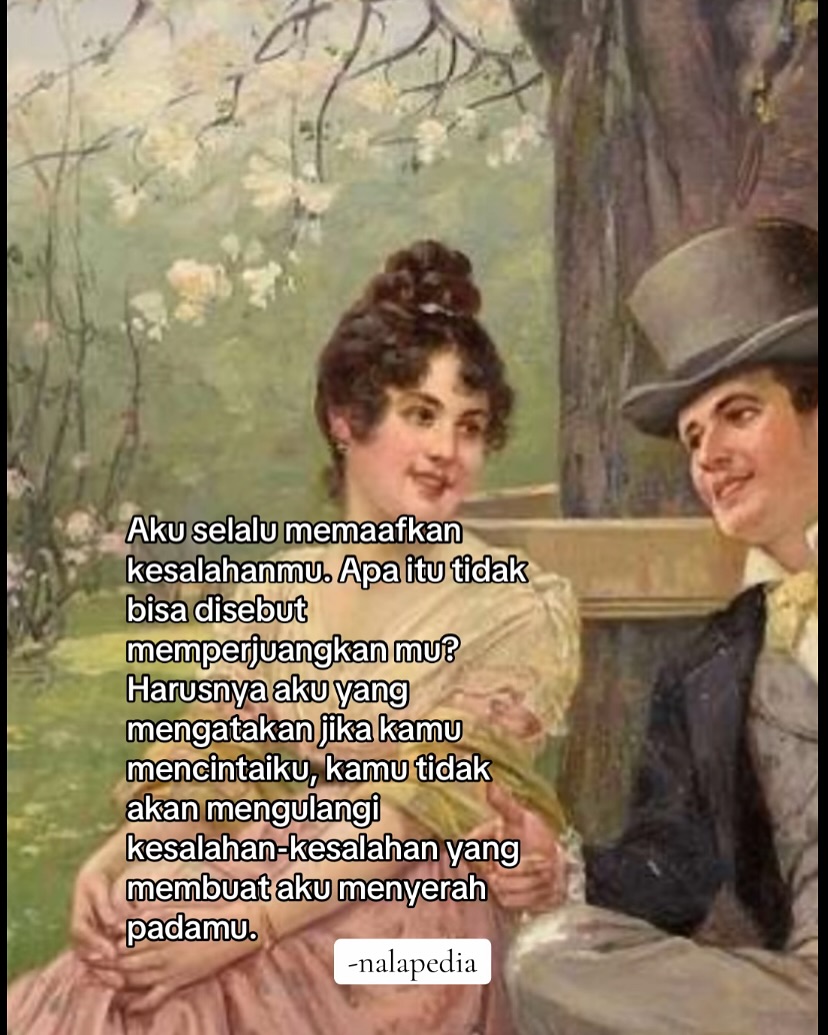 Aku selalu memaafkan
kesalahanmu. Apa itu tidak
bisa disebut
memperjuangkan mu?
Harusnya aku yang
mengatakan jika kamu
mencintaiku, kamu tidak
akan mengulangi
kesalahan-kesalahan yang
membuat aku menyerah
padamu.
-nalapedia